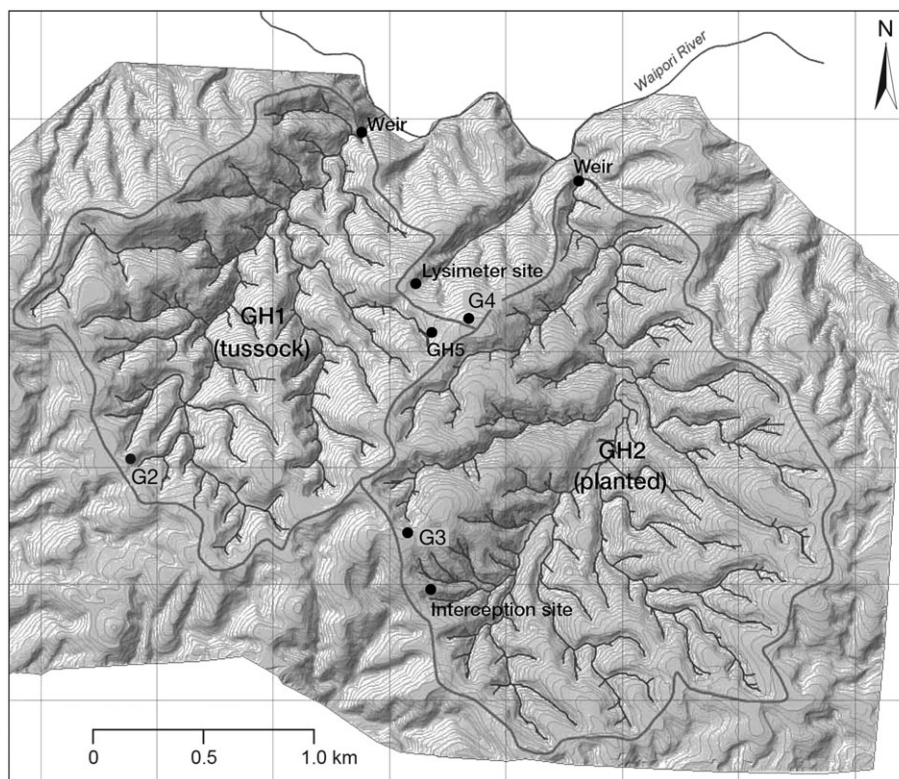 N
Waipori River
Weir
Weir
Lysimeter site
G4
GH1
(tussock)
GH5
GH2
(planted)
G2
G3
Interception site
0 0.5 1.0 km